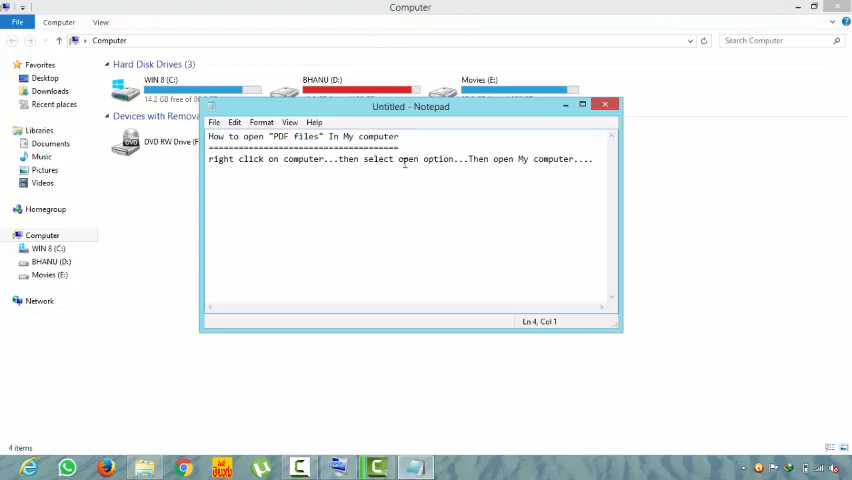 Computer
File
Computer
View
Computer
Search Computer
Favorites
Desktop
Downloads
Recent places
Libraries
Documents
Music
Pictures
Videos
Homegroup
Computer
WIN 8 (C:)
BHANU (D:)
Movies (E:)
Network
Hard Disk Drives (3)
WIN 8 (C:)
14.2 GB free of
BHANU (D:)
Movies (E:)
Devices with Remova
DVD RW Drive (F
Untitled - Notepad
File Edit Format View Help
How to open "PDF files" In My computer
======================================
right click on computer...then select open option...Then open My computer....
Ln 4, Col 1
4 items